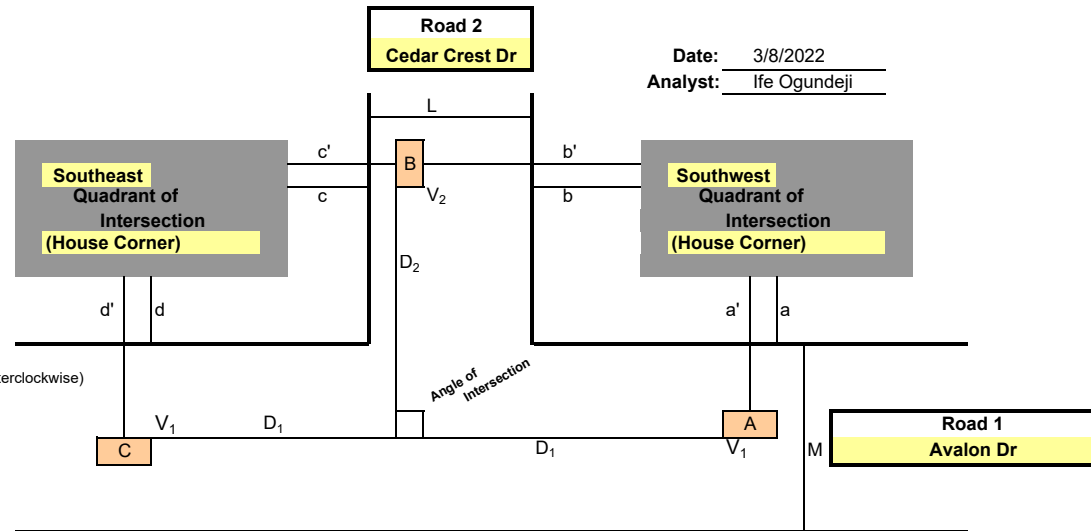 Road 2
Cedar Crest Dr
Date: 3/8/2022
Analyst: Ife Ogundeji
L
c' B b'
Southeast
Quadrant of
Intersection
(House Corner)
c V2 b
Southwest
Quadrant of
Intersection
(House Corner)
D2
d' d a' a
terclockwise)
Angle of
Intersection
V1 D1 A
C D1 V1 M
Road 1
Avalon Dr